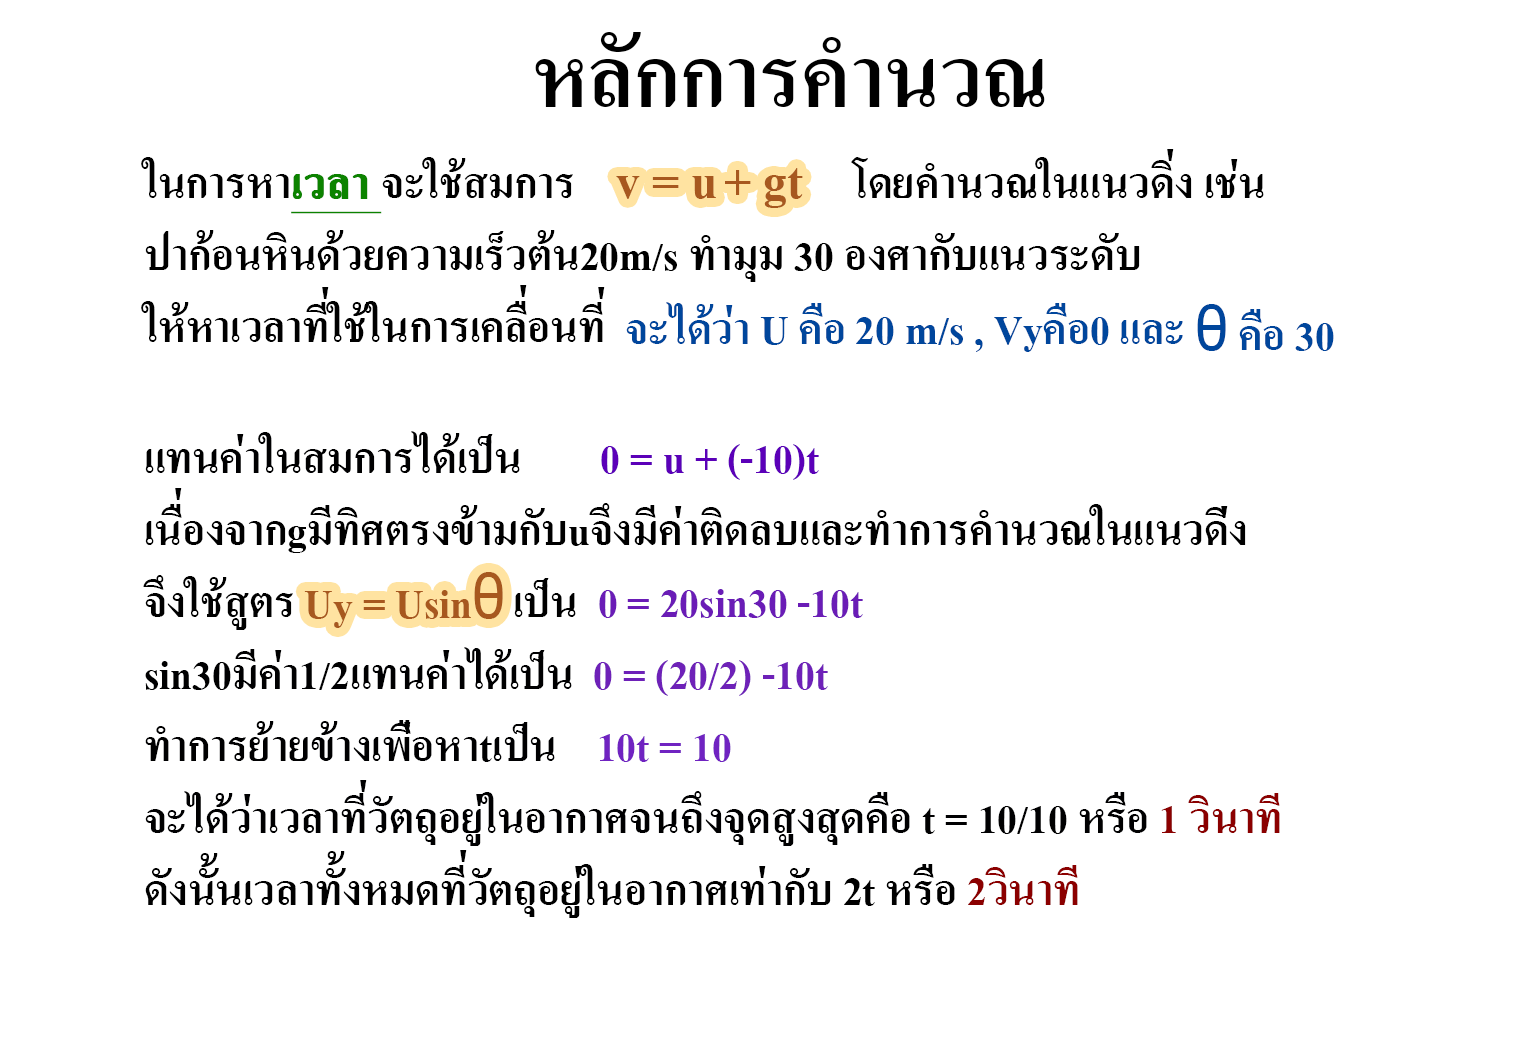 หลักการคำนวณ
ในการหาเวลา จะใช้สมการ v = u + gt โดยคำนวณในแนวดิ่ง เช่น
ปาก้อนหินด้วยความเร็วต้น20m/s ทำมุม 30 องศากับแนวระดับ
ให้หาเวลาที่ใช้ในการเคลื่อนที่ จะได้ว่า U คือ 20 m/s , Vyคือ0 และ θ คือ 30
แทนค่าในสมการได้เป็น 0 = u + (-10)t
เนื่องจากgมีทิศตรงข้ามกับuจึงมีค่าติดลบและทำการคำนวณในแนวดิ่ง
จึงใช้สูตร Uy = Usinθ เป็น 0 = 20sin30 -10t
sin30มีค่า1/2แทนค่าได้เป็น 0 = (20/2) -10t
ทำการย้ายข้างเพื่อหาtเป็น 10t = 10
จะได้ว่าเวลาที่วัตถุอยู่ในอากาศจนถึงจุดสูงสุดคือ t = 10/10 หรือ 1 วินาที
ดังนั้นเวลาทั้งหมดที่วัตถุอยู่ในอากาศเท่ากับ 2t หรือ 2วินาที